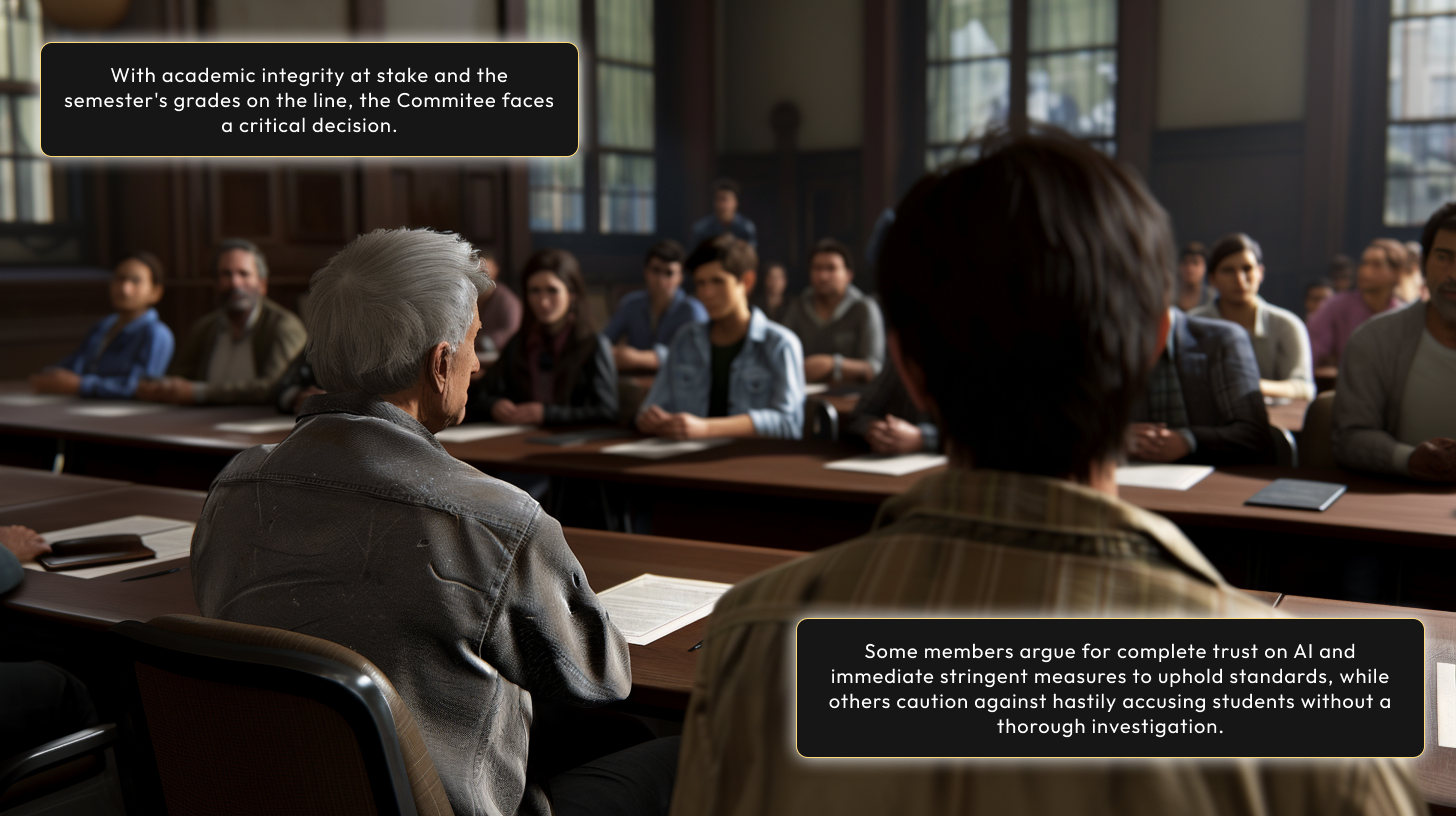 With academic integrity at stake and the
semester's grades on the line, the Commitee faces
a critical decision.
Some members argue for complete trust on AI and
immediate stringent measures to uphold standards, while
others caution against hastily accusing students without a
thorough investigation.